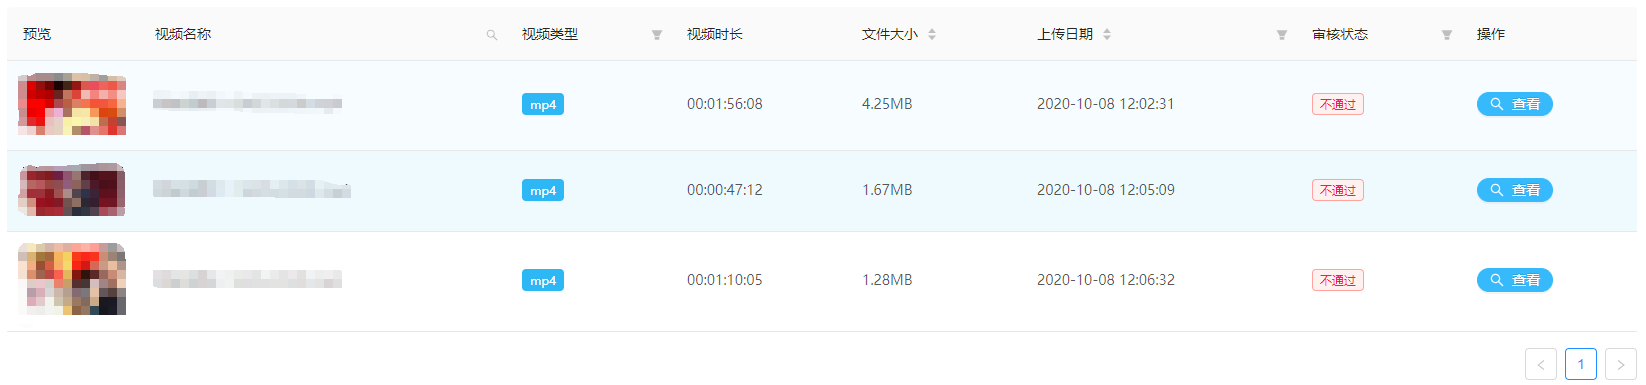 预览 视频名称 视频类型 视频时长 文件大小 上传日期 审核状态 操作
mp4 00:01:56:08 4.25MB 2020-10-08 12:02:31 不通过 查看
mp4 00:00:47:12 1.67MB 2020-10-08 12:05:09 不通过 查看
mp4 00:01:10:05 1.28MB 2020-10-08 12:06:32 不通过 查看
< 1 >